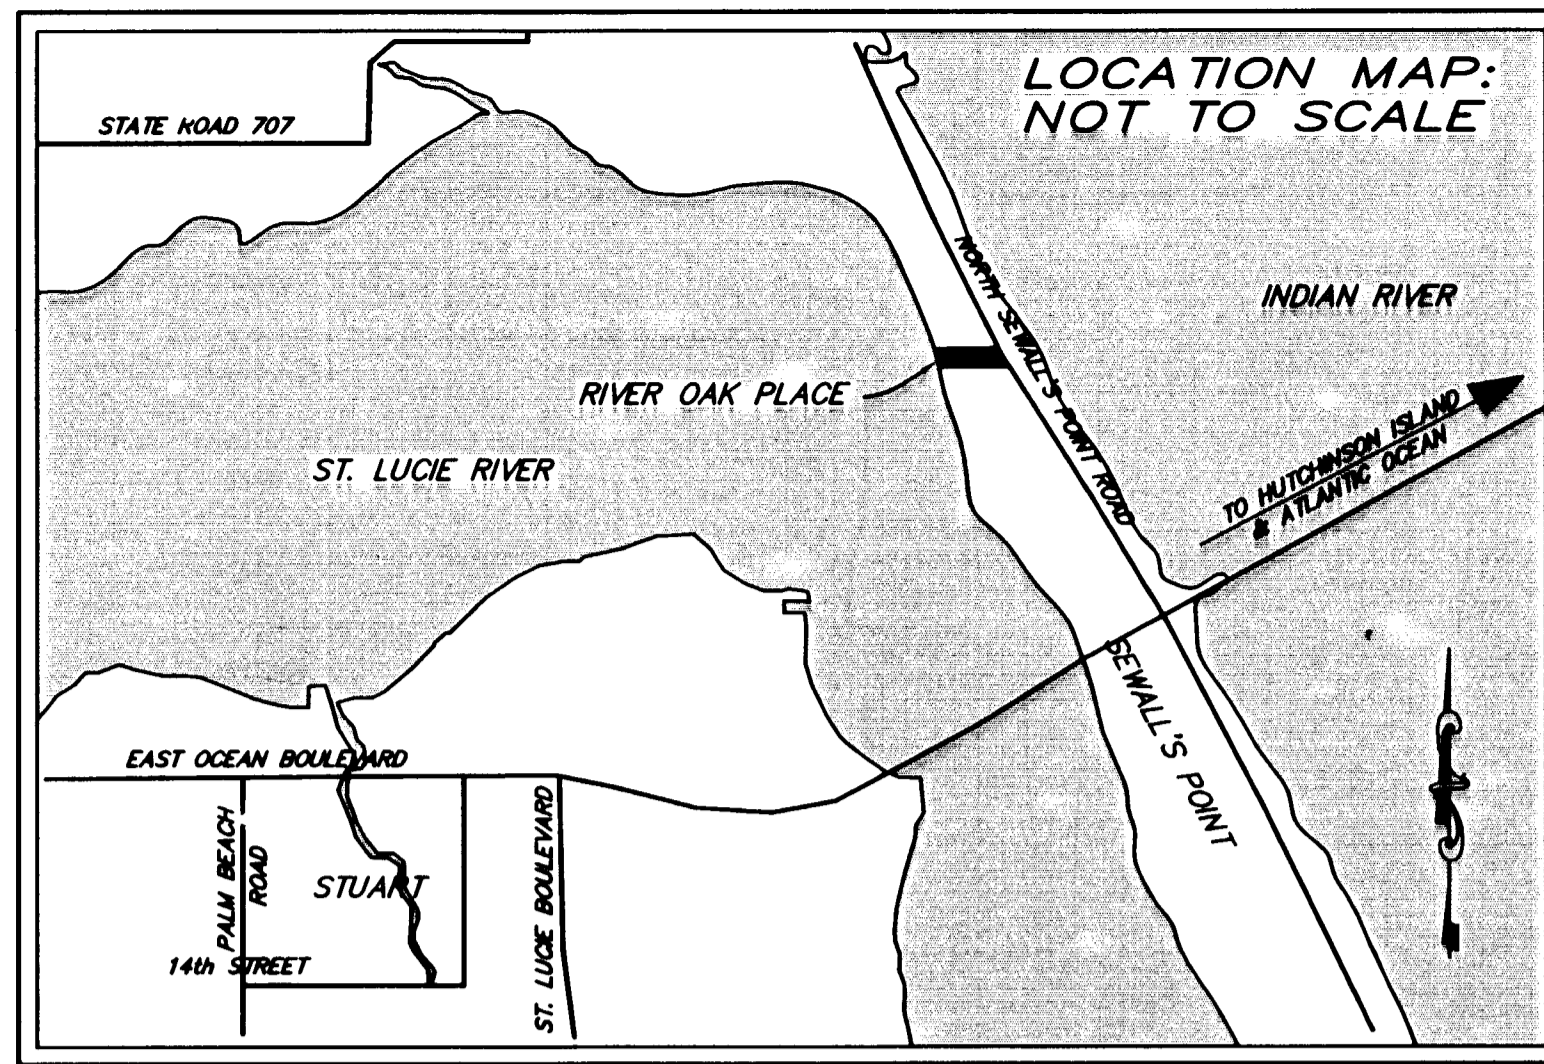 LOCATION MAP:
NOT TO SCALE
STATE ROAD 707
NORTH SEWALL'S POINT ROAD
INDIAN RIVER
RIVER OAK PLACE
TO HUTCHINSON ISLAND
& ATLANTIC OCEAN
ST. LUCIE RIVER
SEWALL'S POINT
EAST OCEAN BOULEVARD
PALM BEACH
ROAD
STUART
ST. LUCIE BOULEVARD
14th STREET